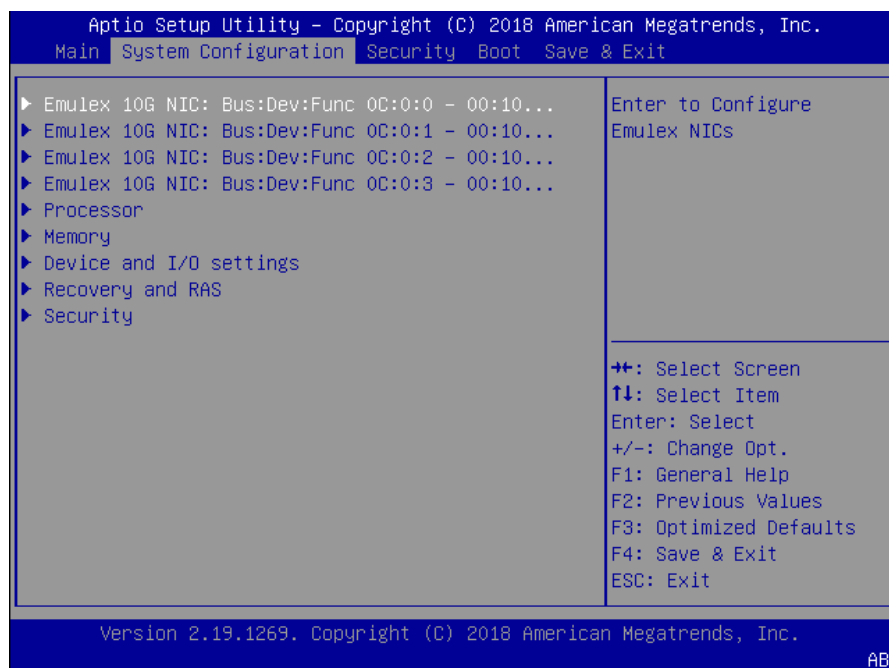 Aptio Setup Utility – Copyright (C) 2018 American Megatrends, Inc.
Main System Configuration Security Boot Save & Exit
▶ Emulex 10G NIC: Bus:Dev:Func 0C:0:0 – 00:10...
▶ Emulex 10G NIC: Bus:Dev:Func 0C:0:1 – 00:10...
▶ Emulex 10G NIC: Bus:Dev:Func 0C:0:2 – 00:10...
▶ Emulex 10G NIC: Bus:Dev:Func 0C:0:3 – 00:10...
▶ Processor
▶ Memory
▶ Device and I/O settings
▶ Recovery and RAS
▶ Security
Enter to Configure
Emulex NICs
→←: Select Screen
↑↓: Select Item
Enter: Select
+/-: Change Opt.
F1: General Help
F2: Previous Values
F3: Optimized Defaults
F4: Save & Exit
ESC: Exit
Version 2.19.1269. Copyright (C) 2018 American Megatrends, Inc.
AB